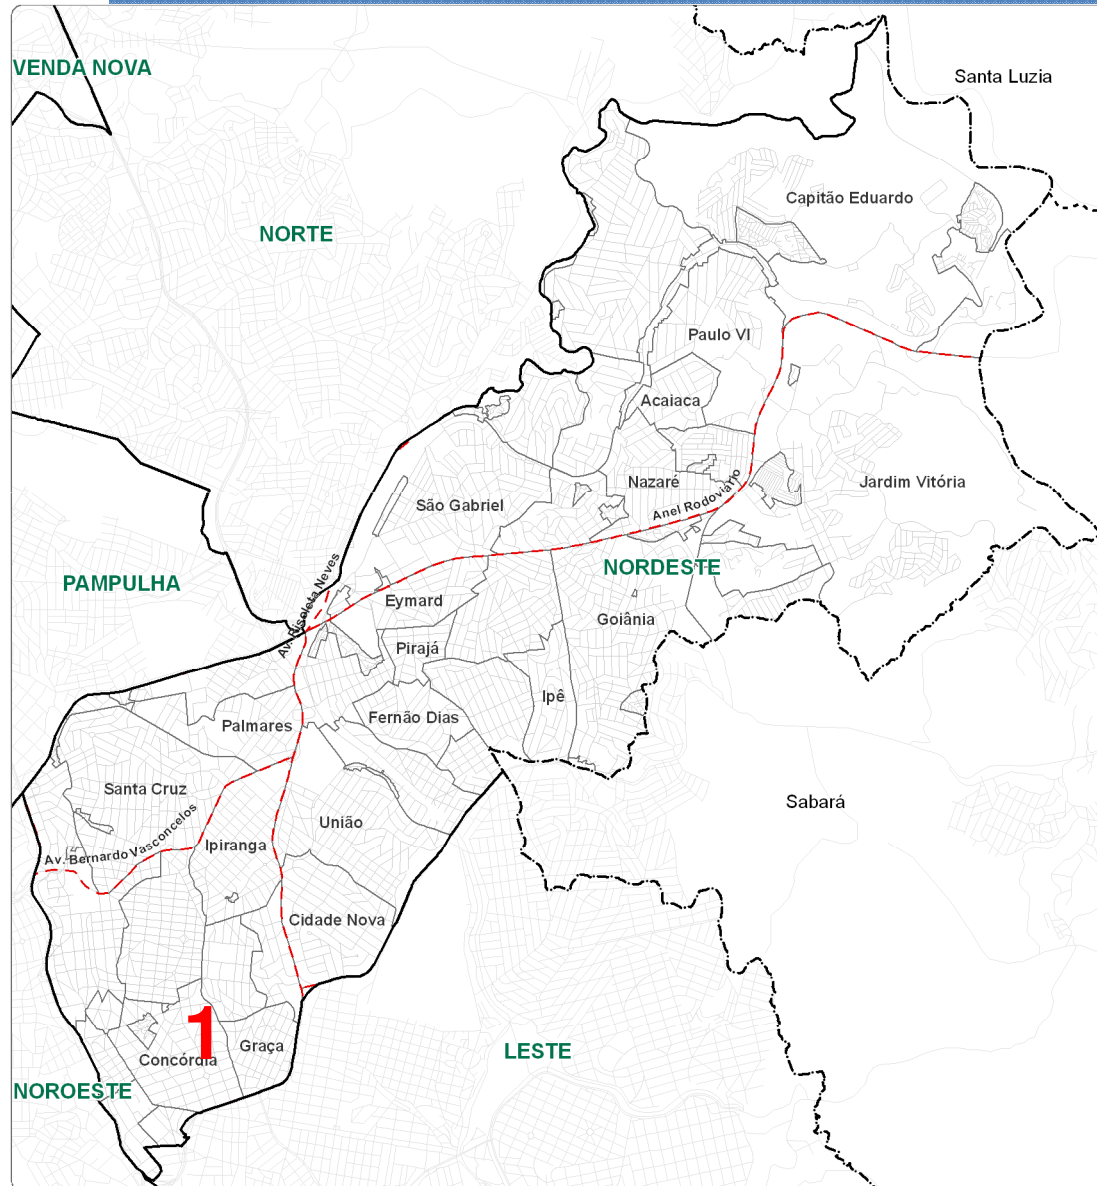 VENDA NOVA
Santa Luzia
Capitão Eduardo
NORTE
Paulo VI
Acaiaca
Nazaré
Jardim Vitória
São Gabriel
Anel Rodoviário
NORDESTE
PAMPULHA
Av. Risoleta Neves
Eymard
Goiânia
Pirajá
Ipê
Fernão Dias
Palmares
Santa Cruz
Sabará
União
Av. Bernardo Vasconcelos
Ipiranga
Cidade Nova
1
Graça
Concórdia
LESTE
NOROESTE